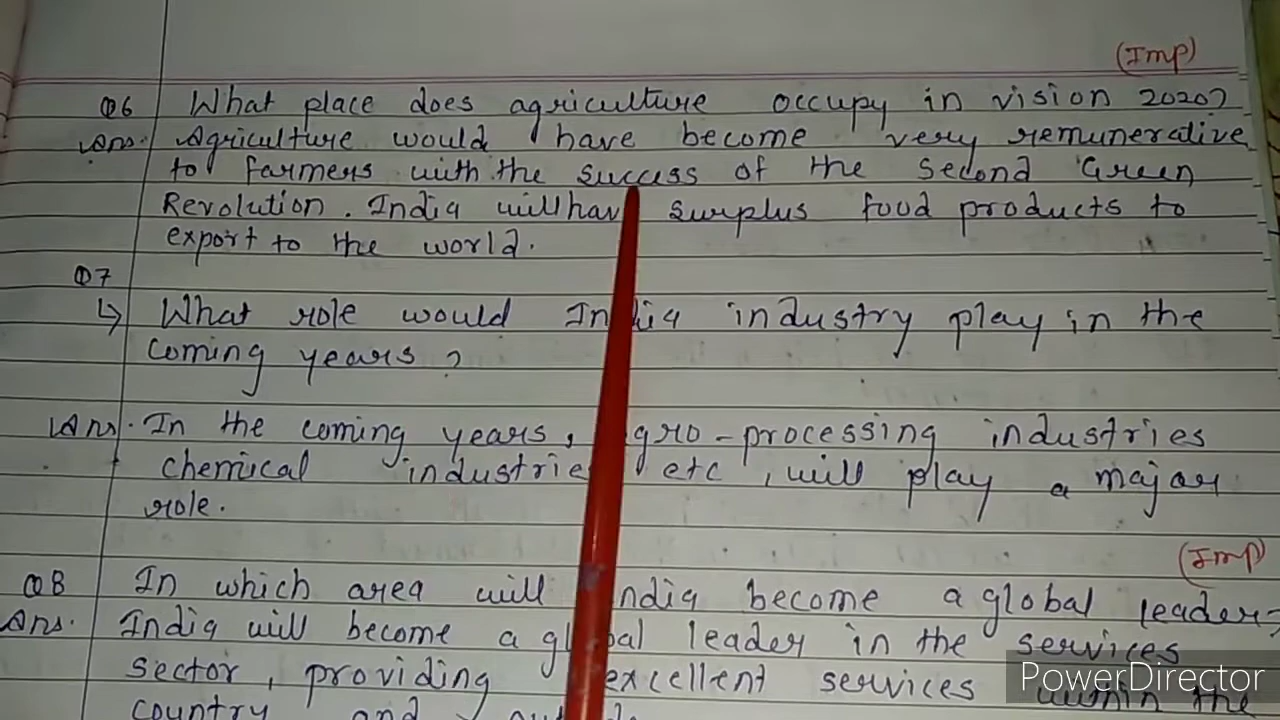 (Imp)
Q6 What place does agriculture occupy in vision 2020?
Ans. Agriculture would have become very remunerative
to farmers with the success of the second Green
Revolution. India will hav surplus food products to
export to the world.
Q7
↳ What role would India industry play in the
coming years?
Ans. In the coming years, agro-processing industries
chemical industrie etc, will play a major
role.
(Imp)
Q8 In which area will India become a global leader
Ans. India will become a global leader in the services
sector, providing excellent services within the
country and
PowerDirector